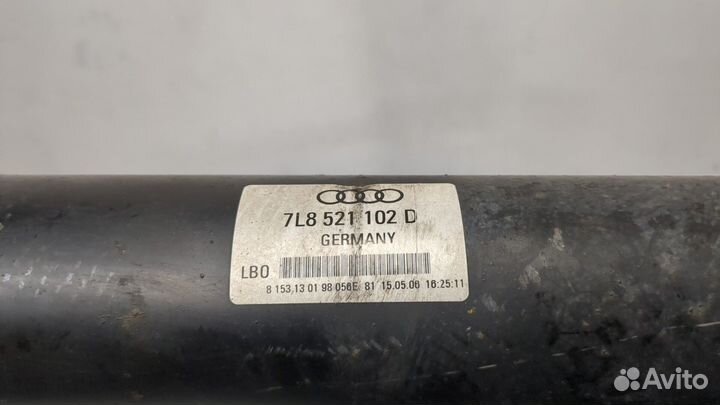 7L8 521 102 D
GERMANY
LBO
8 153 13 01 98 056E 81 15.05.06 16:25:11
Avito